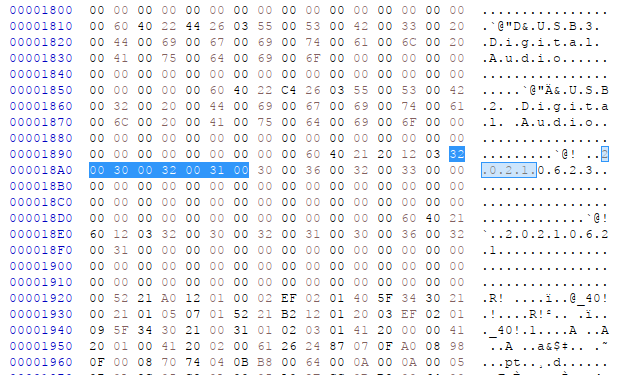 00001800 00 00 00 00 00 00 00 00 00 00 00 00 00 00 00 00 ................
00001810 00 60 40 22 44 26 03 55 00 53 00 42 00 33 00 20 .`@"D&.U.S.B.3. 
00001820 00 44 00 69 00 67 00 69 00 74 00 61 00 6C 00 20 .D.i.g.i.t.a.l. 
00001830 00 41 00 75 00 64 00 69 00 6F 00 00 00 00 00 00 .A.u.d.i.o......
00001840 00 00 00 00 00 00 00 00 00 00 00 00 00 00 00 00 ................
00001850 00 00 00 00 00 60 40 22 C4 26 03 55 00 53 00 42 .....`@"Ä&.U.S.B
00001860 00 32 00 20 00 44 00 69 00 67 00 69 00 74 00 61 .2. .D.i.g.i.t.a
00001870 00 6C 00 20 00 41 00 75 00 64 00 69 00 6F 00 00 .l. .A.u.d.i.o..
00001880 00 00 00 00 00 00 00 00 00 00 00 00 00 00 00 00 ................
00001890 00 00 00 00 00 00 00 00 00 60 40 21 20 12 03 32 .........`@! ..2
000018A0 00 30 00 32 00 31 00 30 00 36 00 32 00 33 00 00 .0.2.1.0.6.2.3..
000018B0 00 00 00 00 00 00 00 00 00 00 00 00 00 00 00 00 ................
000018C0 00 00 00 00 00 00 00 00 00 00 00 00 00 00 00 00 ................
000018D0 00 00 00 00 00 00 00 00 00 00 00 00 00 60 40 21 .............`@!
000018E0 60 12 03 32 00 30 00 32 00 31 00 30 00 36 00 32 `..2.0.2.1.0.6.2
000018F0 00 31 00 00 00 00 00 00 00 00 00 00 00 00 00 00 .1..............
00001900 00 00 00 00 00 00 00 00 00 00 00 00 00 00 00 00 ................
00001910 00 00 00 00 00 00 00 00 00 00 00 00 00 00 00 00 ................
00001920 00 52 21 A0 12 01 00 02 EF 02 01 40 5F 34 30 21 .R! ....ï..@_40!
00001930 00 21 01 05 07 01 52 21 B2 12 01 20 03 EF 02 01 .!....R!².. .ï..
00001940 09 5F 34 30 21 00 31 01 02 03 01 41 20 00 00 41 ._40!.1....A ..A
00001950 20 01 00 41 20 02 00 61 26 24 87 07 0F A0 08 98  ..A ..a&$‡.. .˜
00001960 0F 00 08 70 74 04 0B B8 00 64 00 0A 00 0A 00 05 ...pt..¸.d......